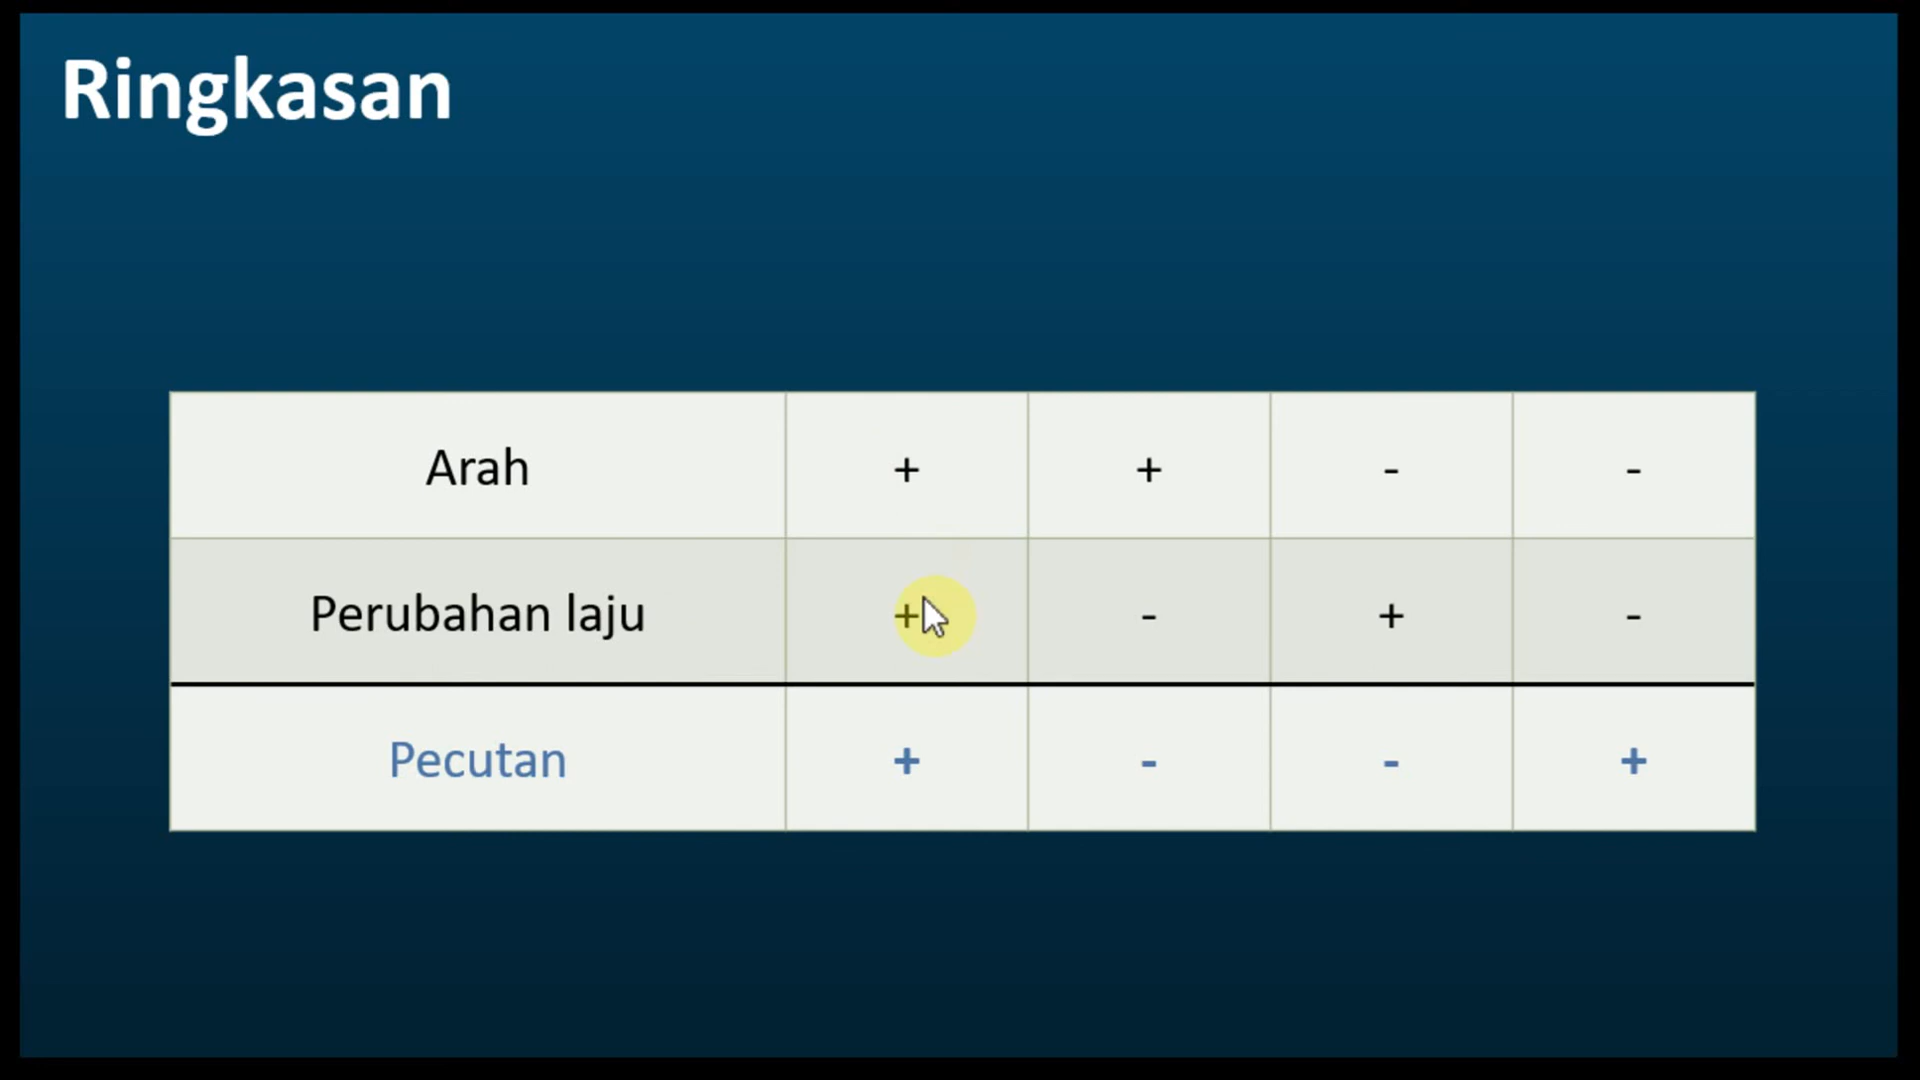 Ringkasan
Arah + + - -
Perubahan laju + - + -
Pecutan + - - +